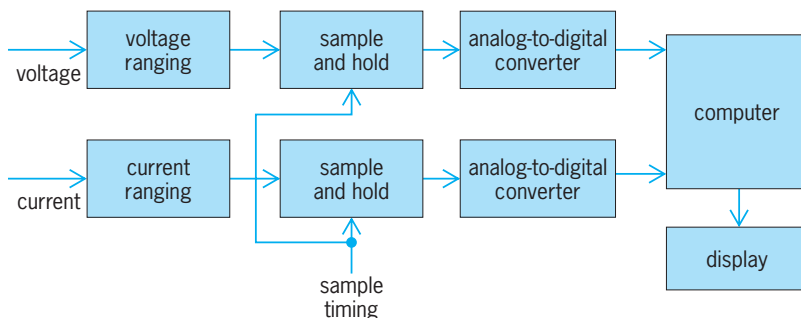 voltage
voltage
ranging
sample
and hold
analog-to-digital
converter
computer
current
current
ranging
sample
and hold
analog-to-digital
converter
display
sample
timing